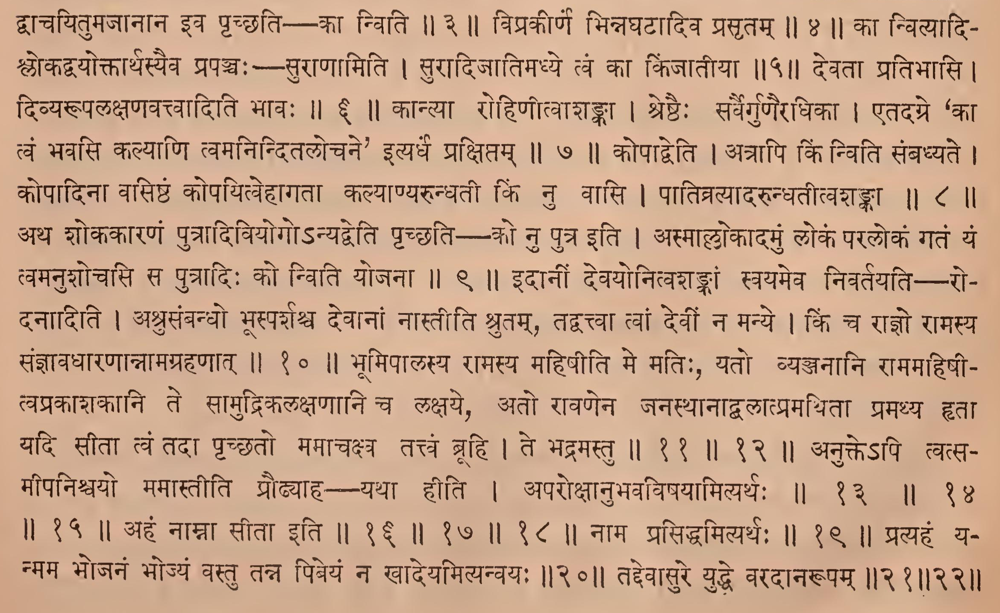 द्वाचयितुमजानान इव पृच्छति—का न्विति ॥ ३ ॥ विप्रकीर्णं भिन्नघटादिव प्रसृतम् ॥ ४ ॥ का न्वित्यादि-
श्लोकद्वयोक्तार्थस्यैव प्रपञ्चः—सुराणामिति । सुरादिजातिमध्ये त्वं का किंजातीया ॥५॥ देवता प्रतिभासि ।
दिव्यरूपलक्षणवत्त्वादिति भावः ॥ ६ ॥ कान्त्या रोहिणीत्वाशङ्का । श्रेष्ठैः सर्वैर्गुणैरधिका । एतदग्रे ‘का
त्वं भवसि कल्याणि त्वमनिन्दितलोचने’ इत्यर्धं प्रक्षिप्तम् ॥ ७ ॥ कोपाद्वेति । अत्रापि किं न्विति संबध्यते ।
कोपादिना वासिष्ठं कोपयित्वेहागता कल्याण्यरुन्धती किं नु वासि । पातिव्रत्यादरुन्धतीत्वशङ्का ॥ ८ ॥
अथ शोककारणं पुत्रादिवियोगोऽन्यद्वेति पृच्छति—को नु पुत्र इति । अस्माल्लोकादमुं लोकं परलोकं गतं यं
त्वमनुशोचसि स पुत्रादिः को न्विति योजना ॥ ९ ॥ इदानीं देवयोनित्वशङ्कां स्वयमेव निवर्तयति—रो-
दनादिति । अश्रुसंबन्धो भूस्पर्शश्च देवानां नास्तीति श्रुतम्, तद्वत्त्वा त्वां देवीं न मन्ये । किं च राज्ञो रामस्य
संज्ञावधारणान्नामग्रहणात् ॥ १० ॥ भूमिपालस्य रामस्य महिषीति मे मतिः, यतो व्यञ्जनानि राममहिषी-
त्वप्रकाशकानि ते सामुद्रिकलक्षणानि च लक्षये, अतो रावणेन जनस्थानाद्बलात्प्रमथिता प्रमथ्य हृता
यदि सीता त्वं तदा पृच्छतो ममाचक्ष्व तत्त्वं ब्रूहि । ते भद्रमस्तु ॥ ११ ॥ १२ ॥ अनुक्तेऽपि त्वत्स-
मीपनिश्चयो ममास्तीति प्रौढ्याह—यथा हीति । अपरोक्षानुभवविषयामित्यर्थः ॥ १३ ॥ १४
॥ १५ ॥ अहं नाम्ना सीता इति ॥ १६ ॥ १७ ॥ १८ ॥ नाम प्रसिद्धमित्यर्थः ॥ १९ ॥ प्रत्यहं य-
न्मम भोजनं भोज्यं वस्तु तन्न पिबेयं न खादेयमित्यन्वयः ॥२०॥ तद्देवासुरे युद्धे वरदानरूपम् ॥२१॥२२॥